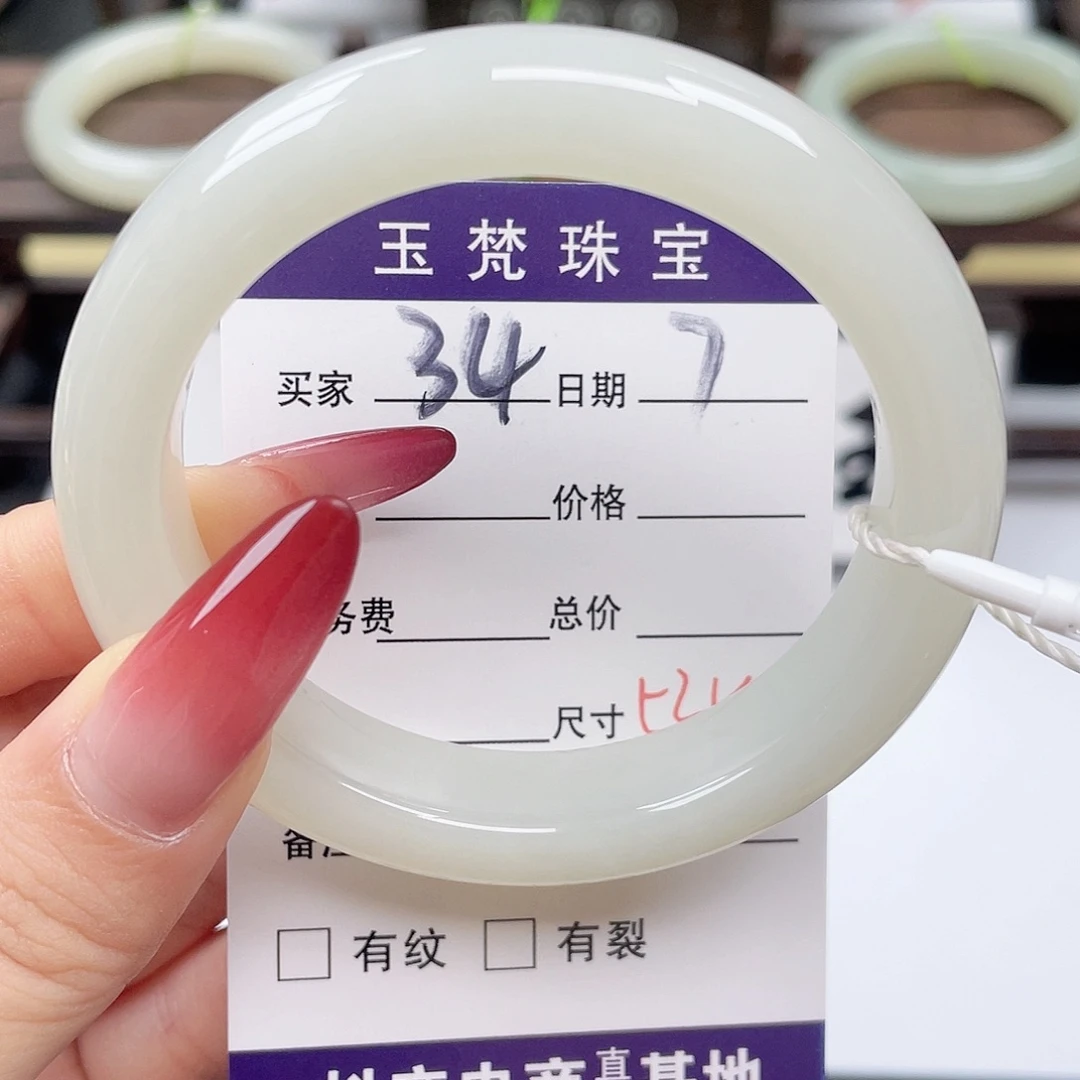 玉梵珠宝
买家 34 日期 7
价格
务费 总价
尺寸
备注
有纹 有裂